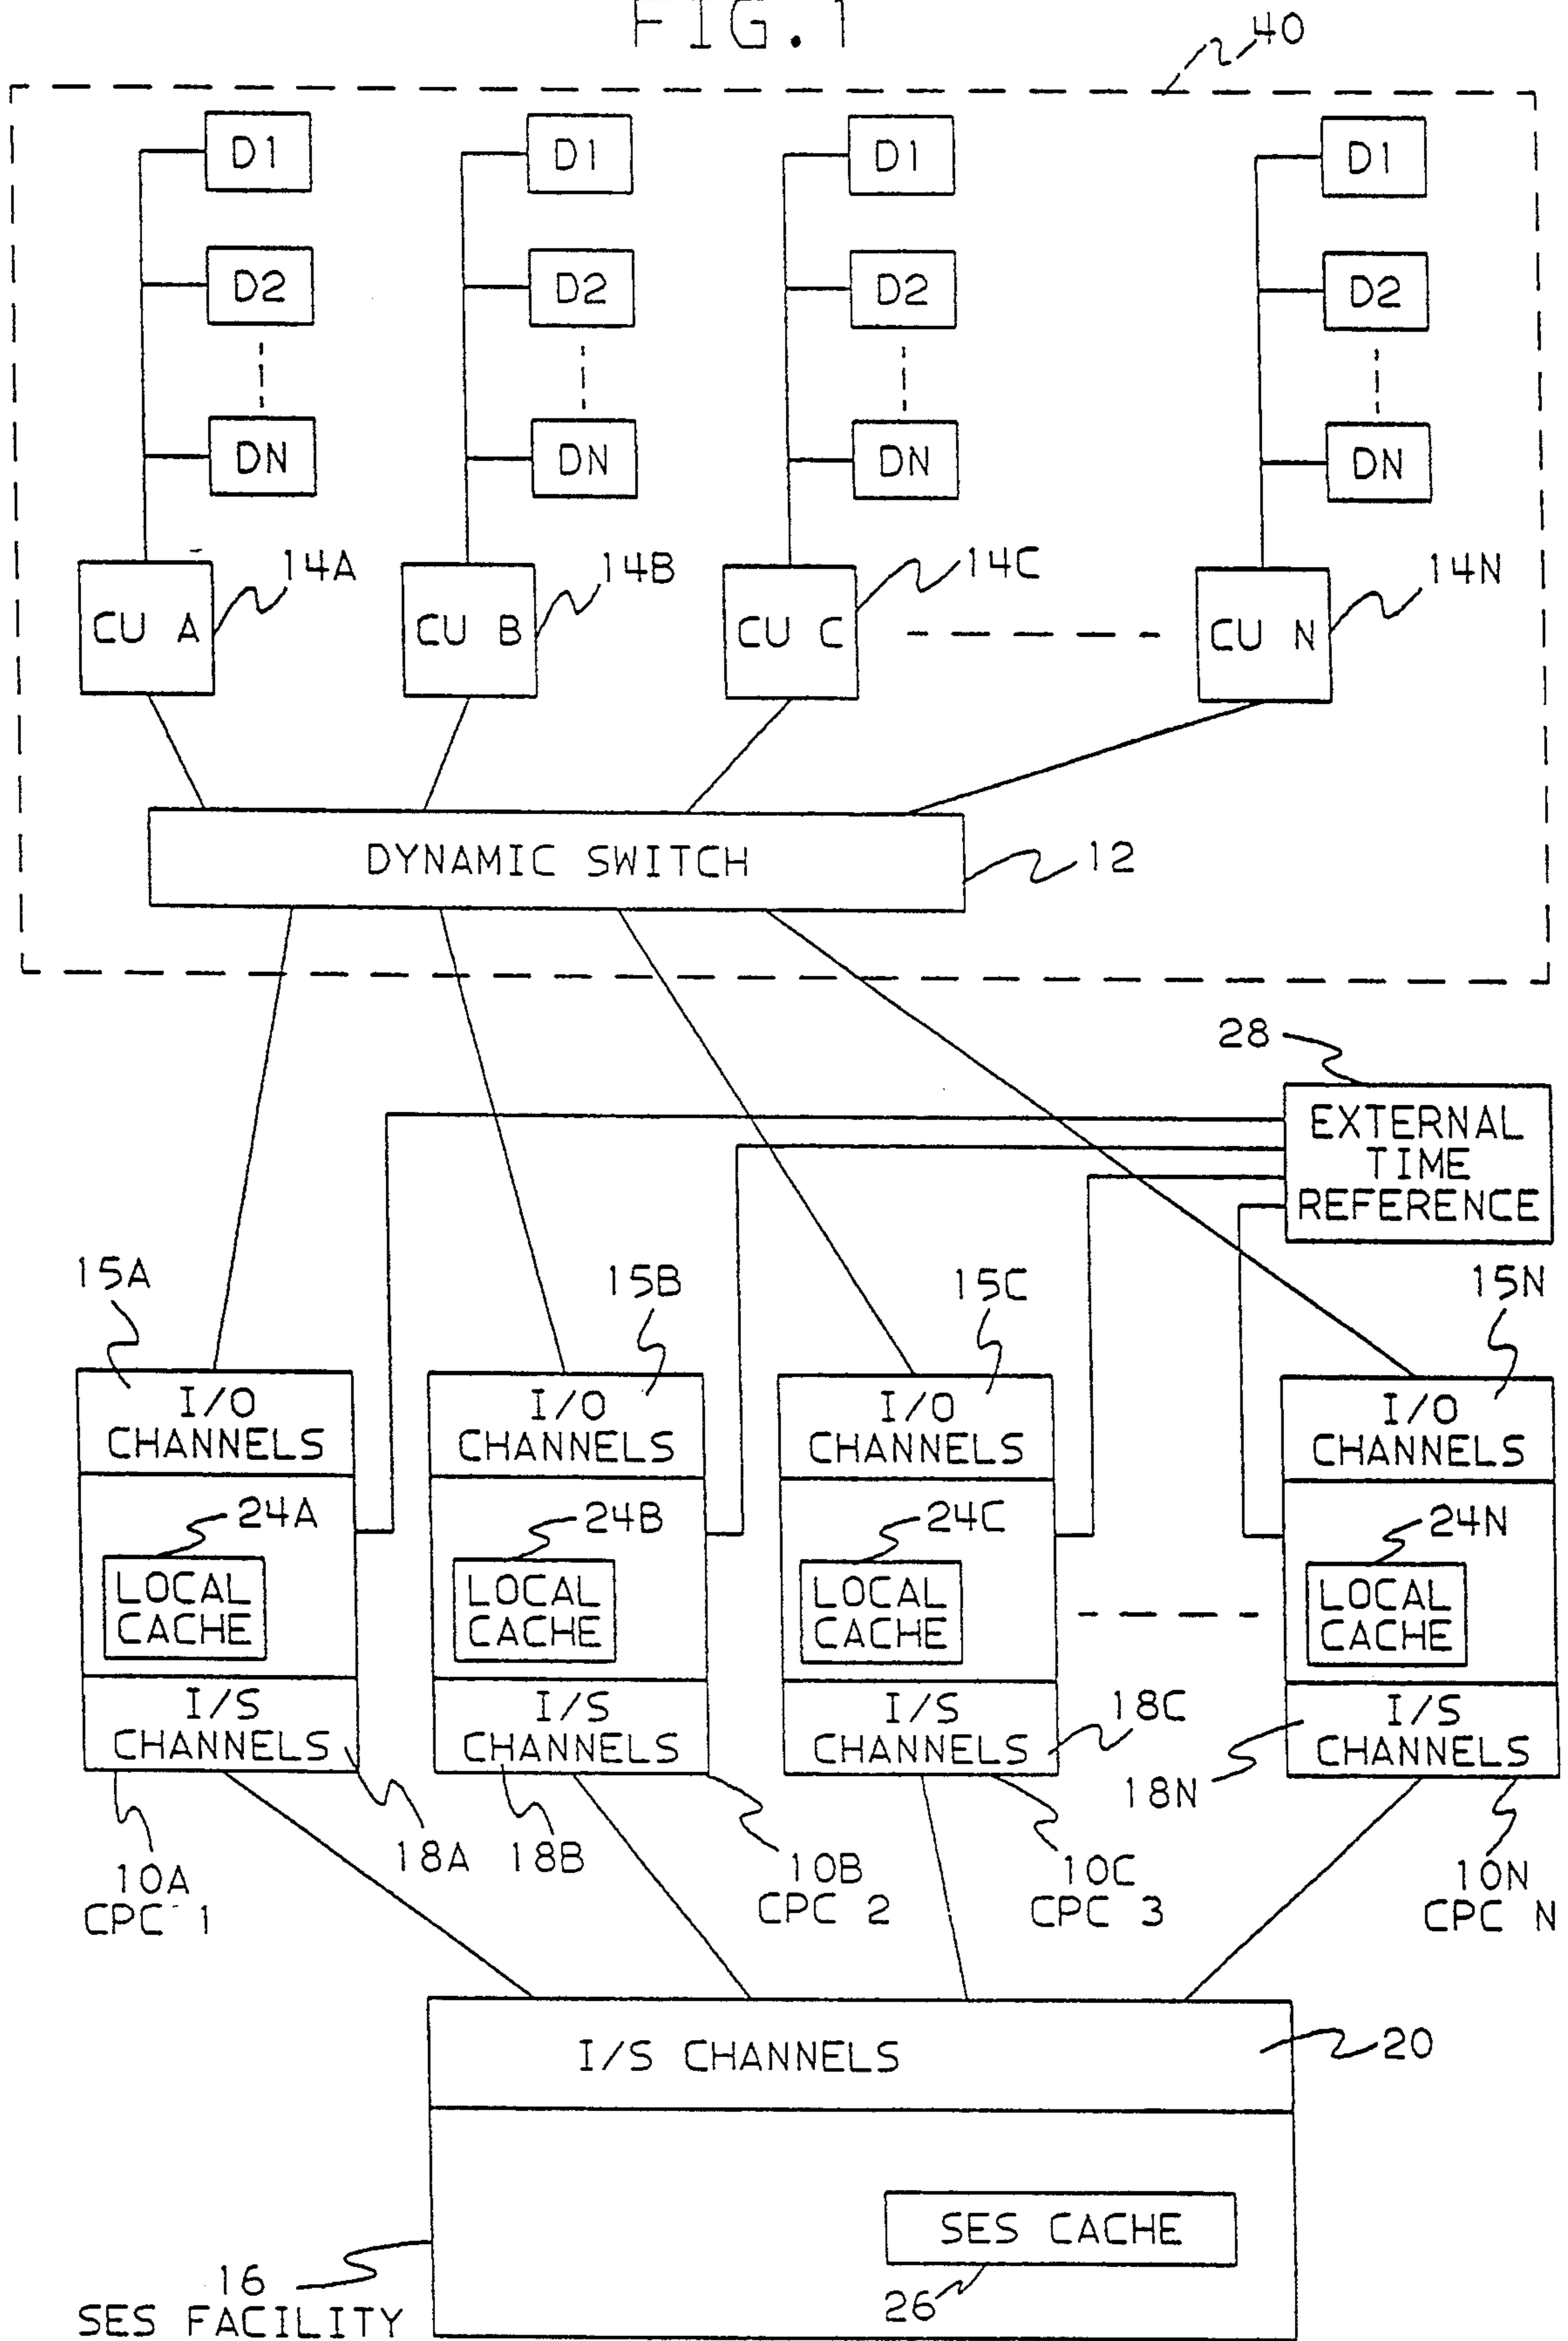 FIG. 1
40
D1 D1 D1 D1
D2 D2 D2 D2
DN DN DN DN
14A 14B 14C 14N
CU A CU B CU C CU N
DYNAMIC SWITCH 12
28
EXTERNAL
TIME
REFERENCE
15A 15B 15C 15N
I/O
CHANNELS
I/O
CHANNELS
I/O
CHANNELS
I/O
CHANNELS
24A 24B 24C 24N
LOCAL
CACHE
LOCAL
CACHE
LOCAL
CACHE
LOCAL
CACHE
I/S
CHANNELS
I/S
CHANNELS
I/S
CHANNELS
18C
I/S
CHANNELS
18N
18A 18B
10A
CPC 1
10B
CPC 2
10C
CPC 3
10N
CPC N
I/S CHANNELS 20
SES CACHE
26
16
SES FACILITY